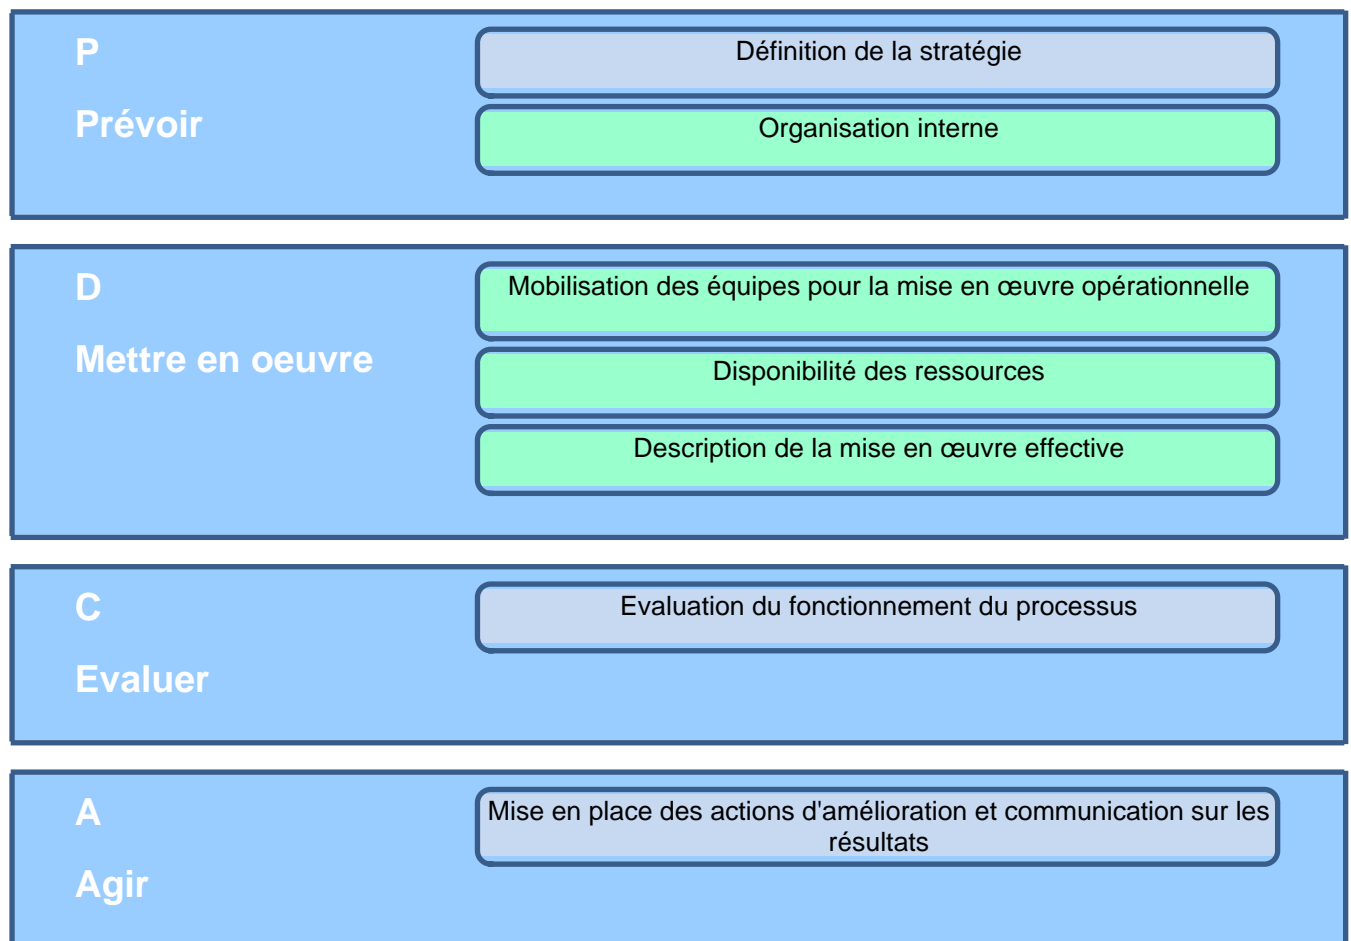 P
Prévoir
Définition de la stratégie
Organisation interne
D
Mettre en oeuvre
Mobilisation des équipes pour la mise en œuvre opérationnelle
Disponibilité des ressources
Description de la mise en œuvre effective
C
Evaluer
Evaluation du fonctionnement du processus
A
Agir
Mise en place des actions d'amélioration et communication sur les
résultats